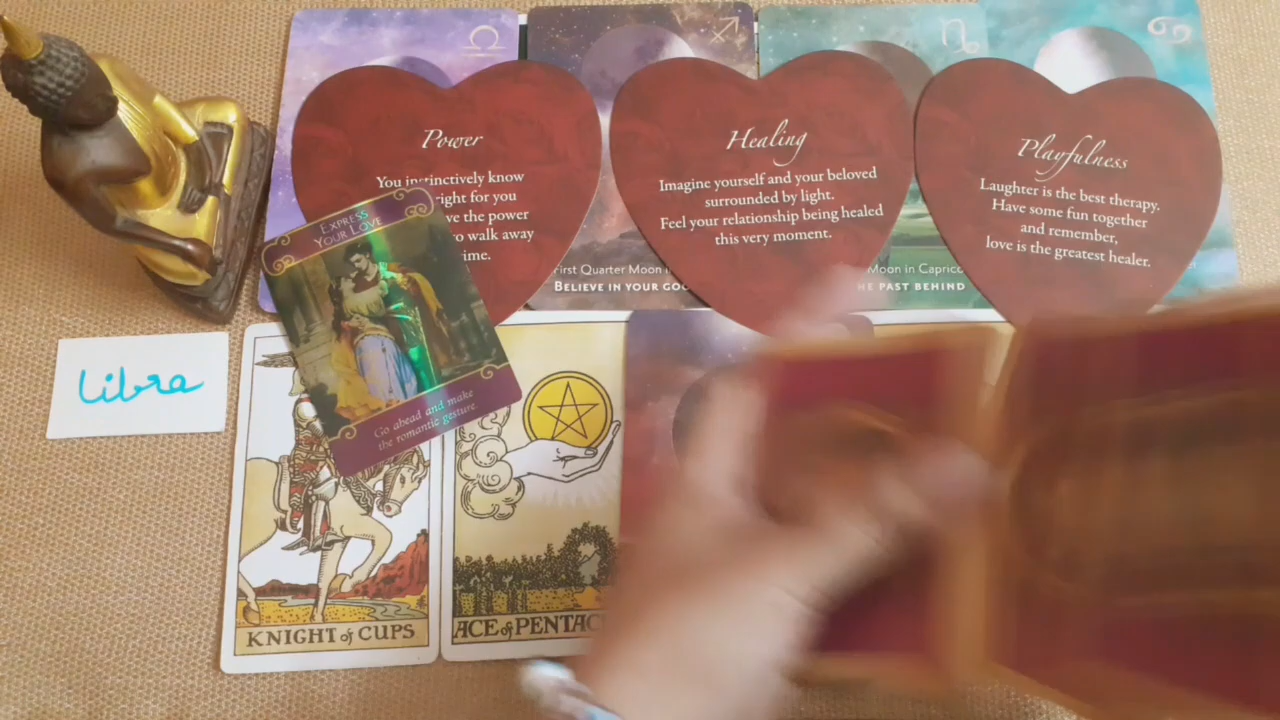 Power
You instinctively know
right for you
ve the power
o walk away
ime.
EXPRESS
YOUR LOVE
Go ahead and make
the romantic gesture.
Healing
Imagine yourself and your beloved
surrounded by light.
Feel your relationship being healed
this very moment.
Playfulness
Laughter is the best therapy.
Have some fun together
and remember,
love is the greatest healer.
First Quarter Moon
BELIEVE IN YOUR GO
Moon in Caprico
HE PAST BEHIND
Libra
KNIGHT of CUPS
ACE of PENTAC